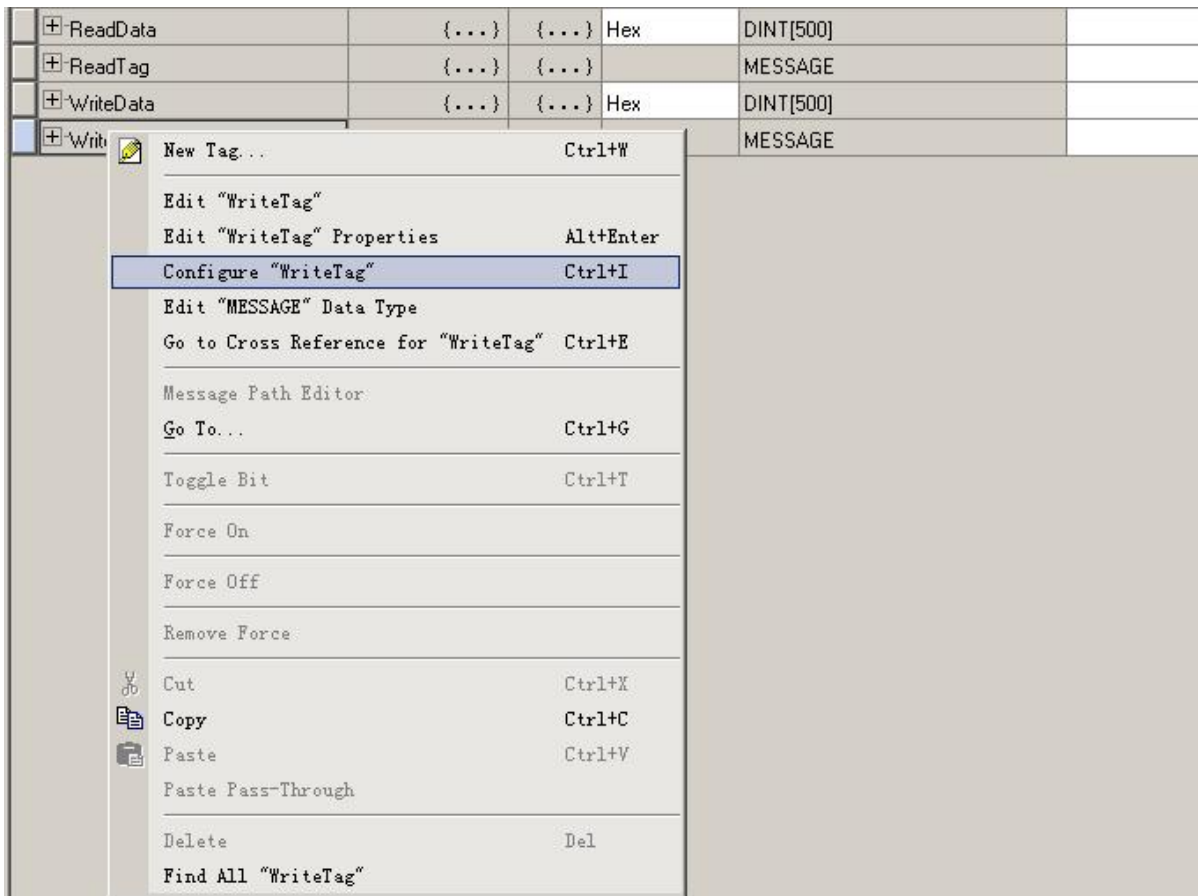 ReadData {...} {...} Hex DINT[500]
ReadTag {...} {...} MESSAGE
WriteData {...} {...} Hex DINT[500]
Writ MESSAGE
New Tag... Ctrl+W
Edit "WriteTag"
Edit "WriteTag" Properties Alt+Enter
Configure "WriteTag" Ctrl+I
Edit "MESSAGE" Data Type
Go to Cross Reference for "WriteTag" Ctrl+E
Message Path Editor
Go To... Ctrl+G
Toggle Bit Ctrl+T
Force On
Force Off
Remove Force
Cut Ctrl+X
Copy Ctrl+C
Paste Ctrl+V
Paste Pass-Through
Delete Del
Find All "WriteTag"